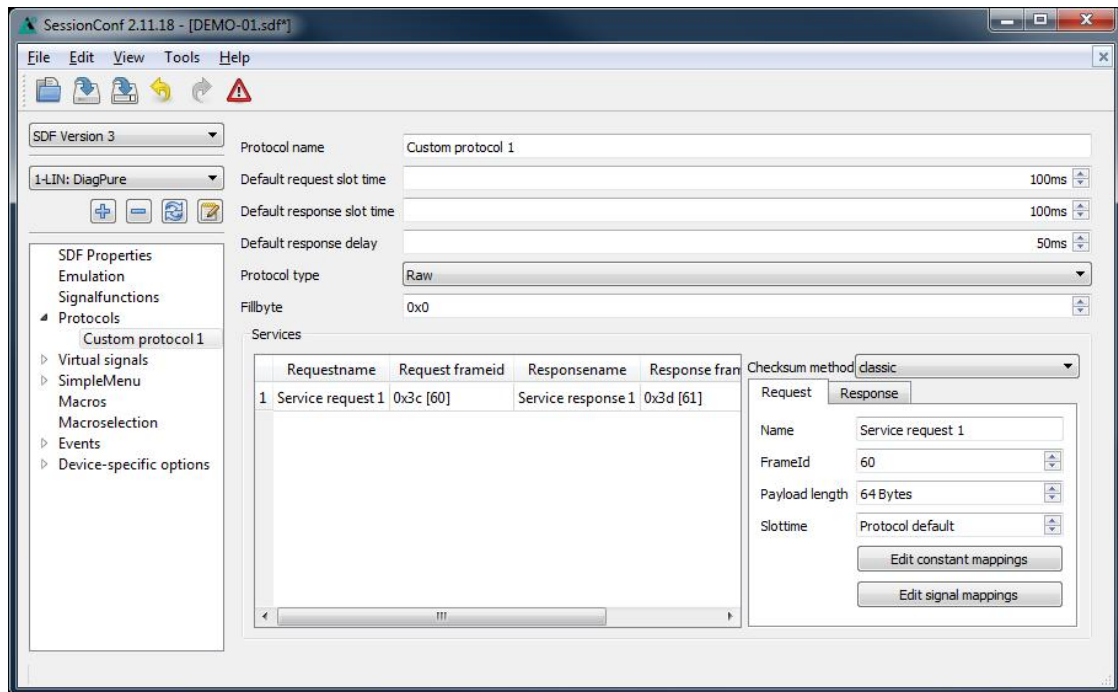 SessionConf 2.11.18 - [DEMO-01.sdf*]
File Edit View Tools Help
SDF Version 3
1-LIN: DiagPure
SDF Properties
Emulation
Signalfunctions
Protocols
Custom protocol 1
Virtual signals
SimpleMenu
Macros
Macroselection
Events
Device-specific options
Protocol name Custom protocol 1
Default request slot time 100ms
Default response slot time 100ms
Default response delay 50ms
Protocol type Raw
Fillbyte 0x0
Services
Requestname Request frameid Responsename Response fran
1 Service request 1 0x3c [60] Service response 1 0x3d [61]
Checksum method classic
Request Response
Name Service request 1
FrameId 60
Payload length 64 Bytes
Slottime Protocol default
Edit constant mappings
Edit signal mappings